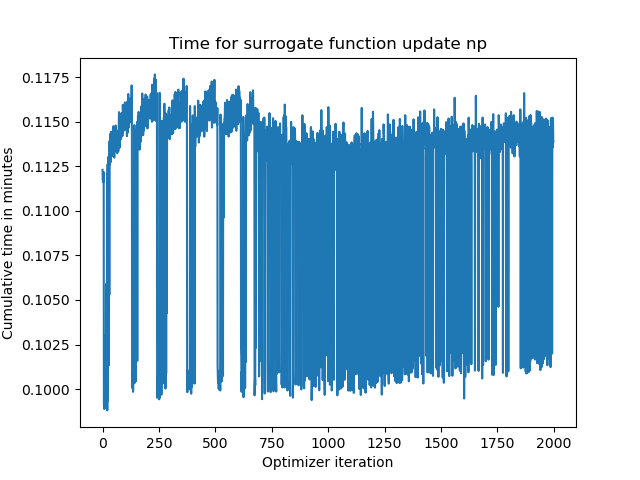 Time for surrogate function update np
Cumulative time in minutes
0.1175
0.1150
0.1125
0.1100
0.1075
0.1050
0.1025
0.1000
0 250 500 750 1000 1250 1500 1750 2000
Optimizer iteration